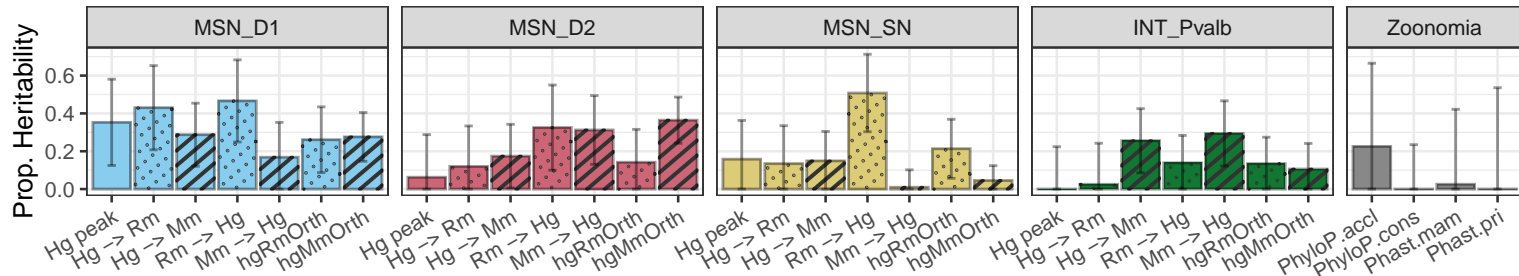 MSN_D1 MSN_D2 MSN_SN INT_Pvalb Zoonomia
Prop. Heritability
0.6
0.4
0.2
0.0
Hg peak Hg −> Rm Hg −> Mm Rm −> Hg Mm −> Hg hgRmOrth hgMmOrth Hg peak Hg −> Rm Hg −> Mm Rm −> Hg Mm −> Hg hgRmOrth hgMmOrth Hg peak Hg −> Rm Hg −> Mm Rm −> Hg Mm −> Hg hgRmOrth hgMmOrth Hg peak Hg −> Rm Hg −> Mm Rm −> Hg Mm −> Hg hgRmOrth hgMmOrth PhyloP.accl PhyloP.cons Phast.mam Phast.pri